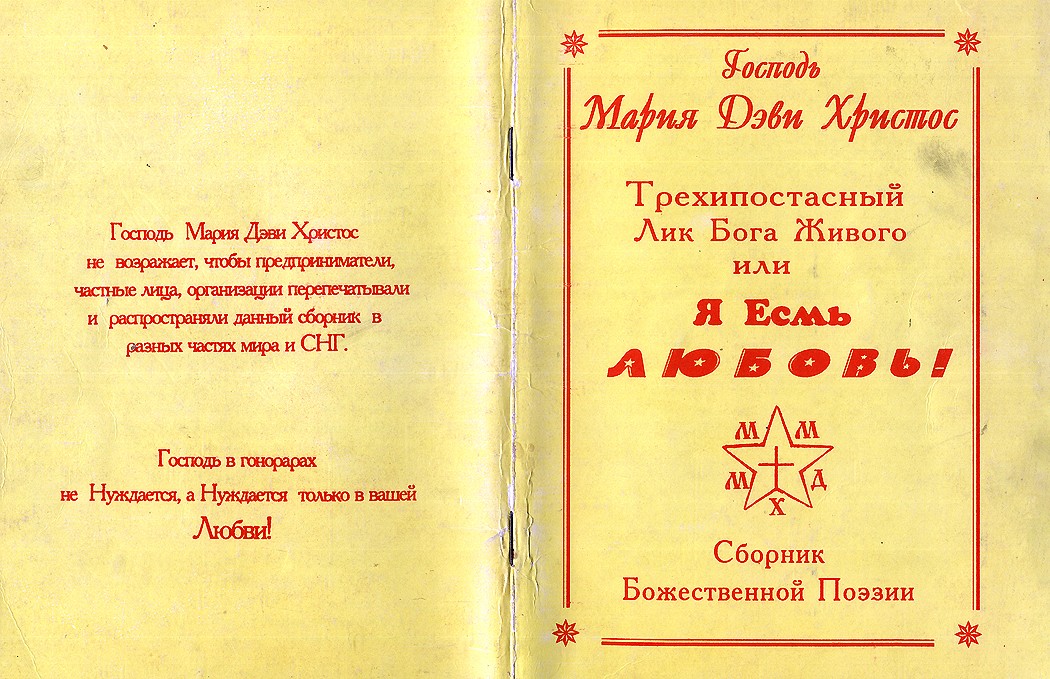 Господь Мария Дэви Христос
не возражает, чтобы предприниматели,
частные лица, организации перепечатывали
и распространяли данный сборник в
разных частях мира и СНГ.
Господь в гонорарах
не Нуждается, а Нуждается только в вашей
Любви!
Господь
Мария Дэви Христос
Трехипостасный
Лик Бога Живого
или
Я Есмь
ЛЮБОВЬ!
М М
М Д
Х
Сборник
Божественной Поэзии